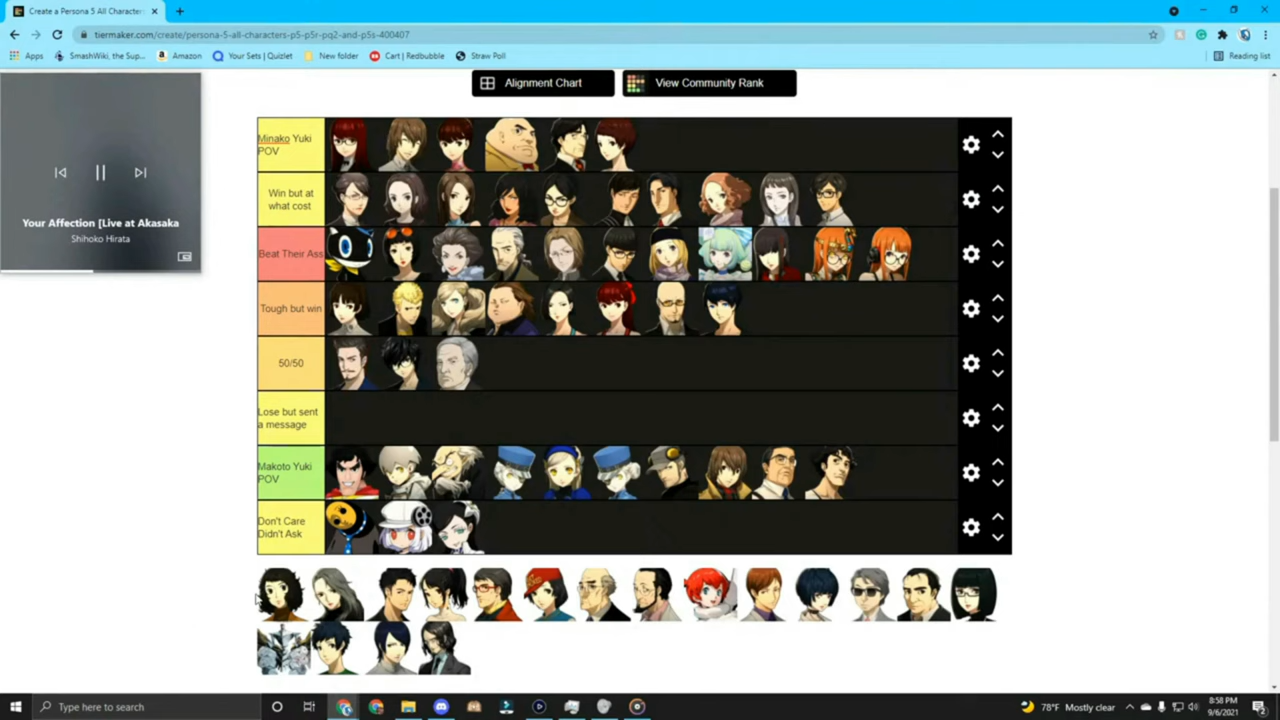 Create a Persona 5 All Character
tiermaker.com/create/persona-5-all-characters-p5-p5r-pq2-and-p5s-400407
Apps
SmashWiki, the Sup...
Amazon
Your Sets | Quizlet
New folder
Cart | Redbubble
Straw Poll
Reading list
Alignment Chart
View Community Rank
Your Affection [Live at Akasaka
Shihoko Hirata
Minako Yuki
POV
Win but at
what cost
Beat Their Ass
Tough but win
50/50
Lose but sent
a message
Makoto Yuki
POV
Don't Care
Didn't Ask
Type here to search
78°F Mostly clear
8:58 PM
9/6/2021
2